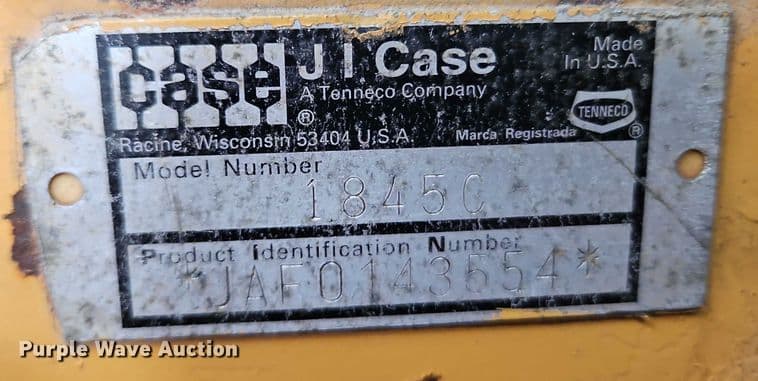 case
J I Case
A Tenneco Company
®
Racine, Wisconsin 53404 U.S.A
Made
In U.S.A.
TENNECO
Marca Registrada ®
Model Number
1845C
Product Identification Number
*JAF0143554*
Purple Wave Auction